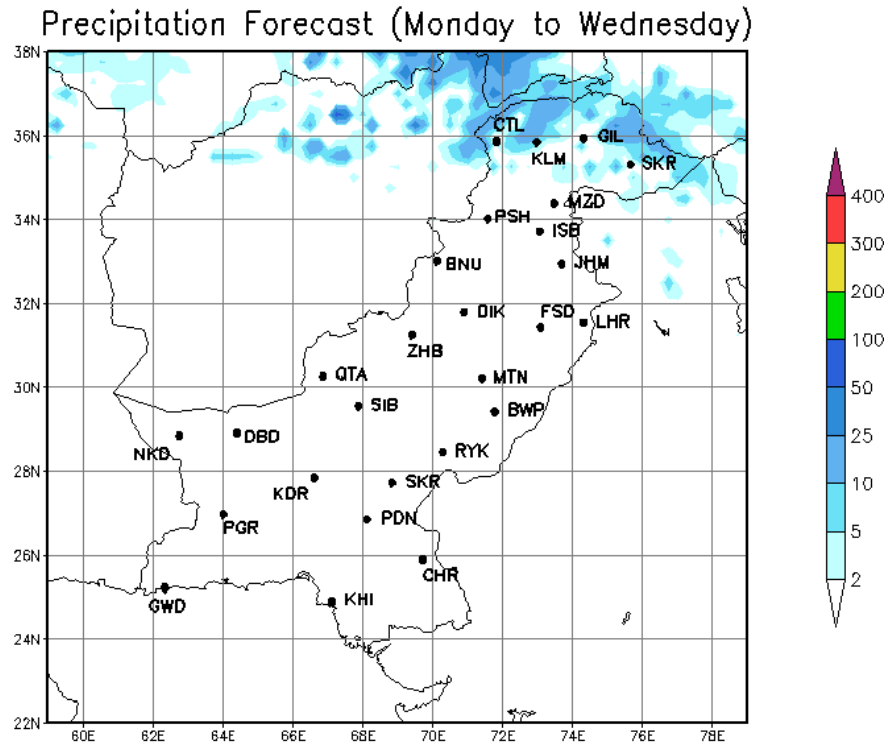 Precipitation Forecast (Monday to Wednesday)
38N
36N
CTL
GIL
KLM
SKR
400
34N
MZD
PSH
ISB
300
BNU
JHM
200
32N
DIK
FSD
LHR
100
ZHB
QTA
MTN
50
30N
SIB
BWP
25
NKD
DBD
RYK
28N
KDR
SKR
10
PGR
PDN
5
26N
CHR
2
GWD
KHI
24N
22N
60E 62E 64E 66E 68E 70E 72E 74E 76E 78E